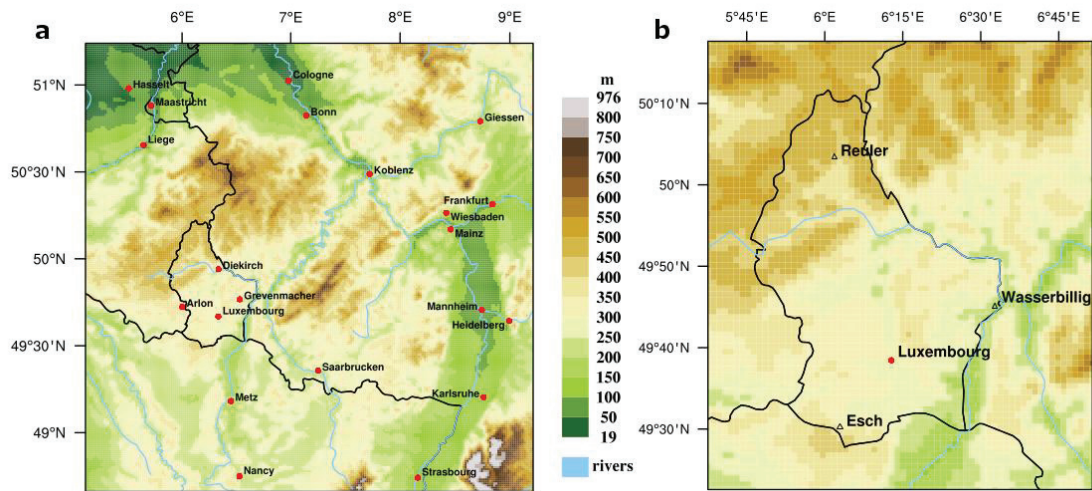 a
6°E
7°E
8°E
9°E
51°N
50°30'N
50°N
49°30'N
49°N
Hasselt
Maastricht
Liege
Cologne
Bonn
Giessen
Koblenz
Frankfurt
Wiesbaden
Mainz
Diekirch
Grevenmacher
Arlon
Luxembourg
Mannheim
Heidelberg
Saarbrucken
Metz
Karlsruhe
Nancy
Strasbourg
m
976
800
750
700
650
600
550
500
450
400
350
300
250
200
150
100
50
19
rivers
b
5°45'E
6°E
6°15'E
6°30'E
6°45'E
50°10'N
50°N
49°50'N
49°40'N
49°30'N
Reuler
Wasserbillig
Luxembourg
Esch